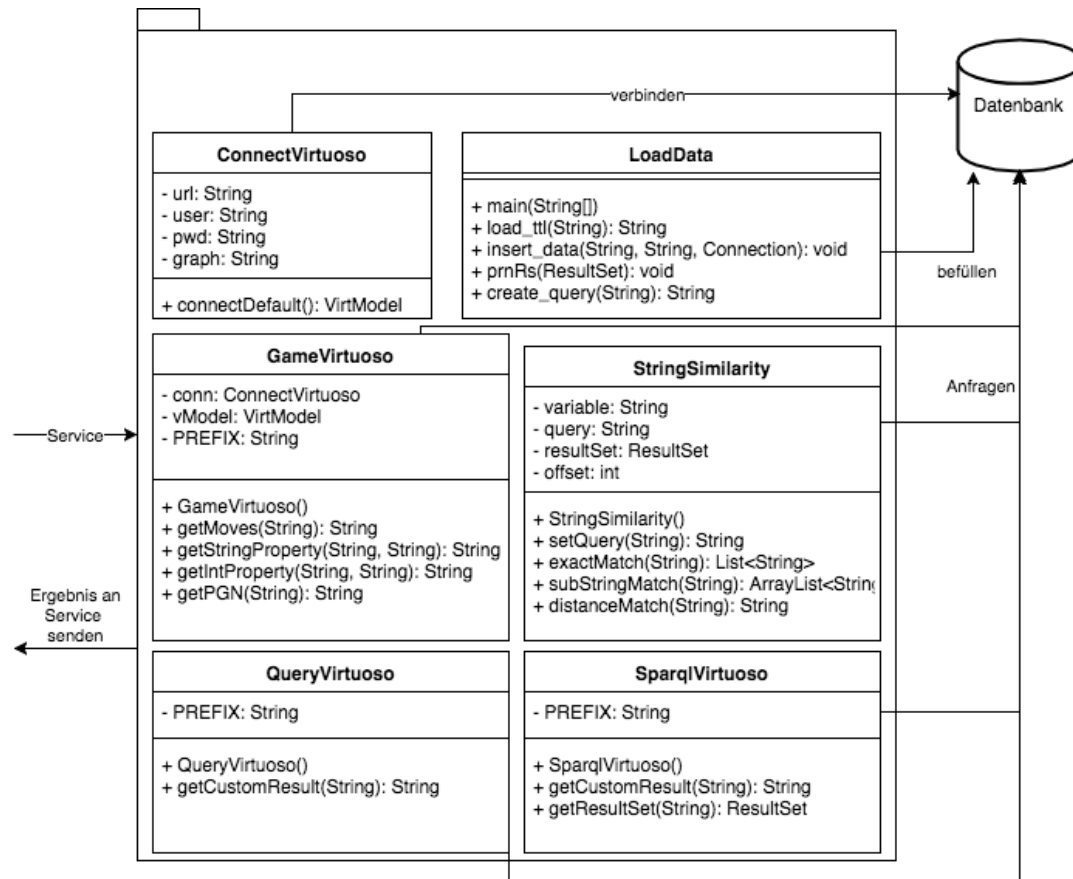 verbinden
Datenbank
ConnectVirtuoso
- url: String
- user: String
- pwd: String
- graph: String
+ connectDefault(): VirtModel
LoadData
+ main(String[])
+ load_ttl(String): String
+ insert_data(String, String, Connection): void
+ prnRs(ResultSet): void
+ create_query(String): String
befüllen
GameVirtuoso
- conn: ConnectVirtuoso
- vModel: VirtModel
- PREFIX: String
+ GameVirtuoso()
+ getMoves(String): String
+ getStringProperty(String, String): String
+ getIntProperty(String, String): String
+ getPGN(String): String
StringSimilarity
- variable: String
- query: String
- resultSet: ResultSet
- offset: int
+ StringSimilarity()
+ setQuery(String): String
+ exactMatch(String): List<String>
+ subStringMatch(String): ArrayList<String
+ distanceMatch(String): String
Anfragen
Service
Ergebnis an
Service
senden
QueryVirtuoso
- PREFIX: String
+ QueryVirtuoso()
+ getCustomResult(String): String
SparqlVirtuoso
- PREFIX: String
+ SparqlVirtuoso()
+ getCustomResult(String): String
+ getResultSet(String): ResultSet